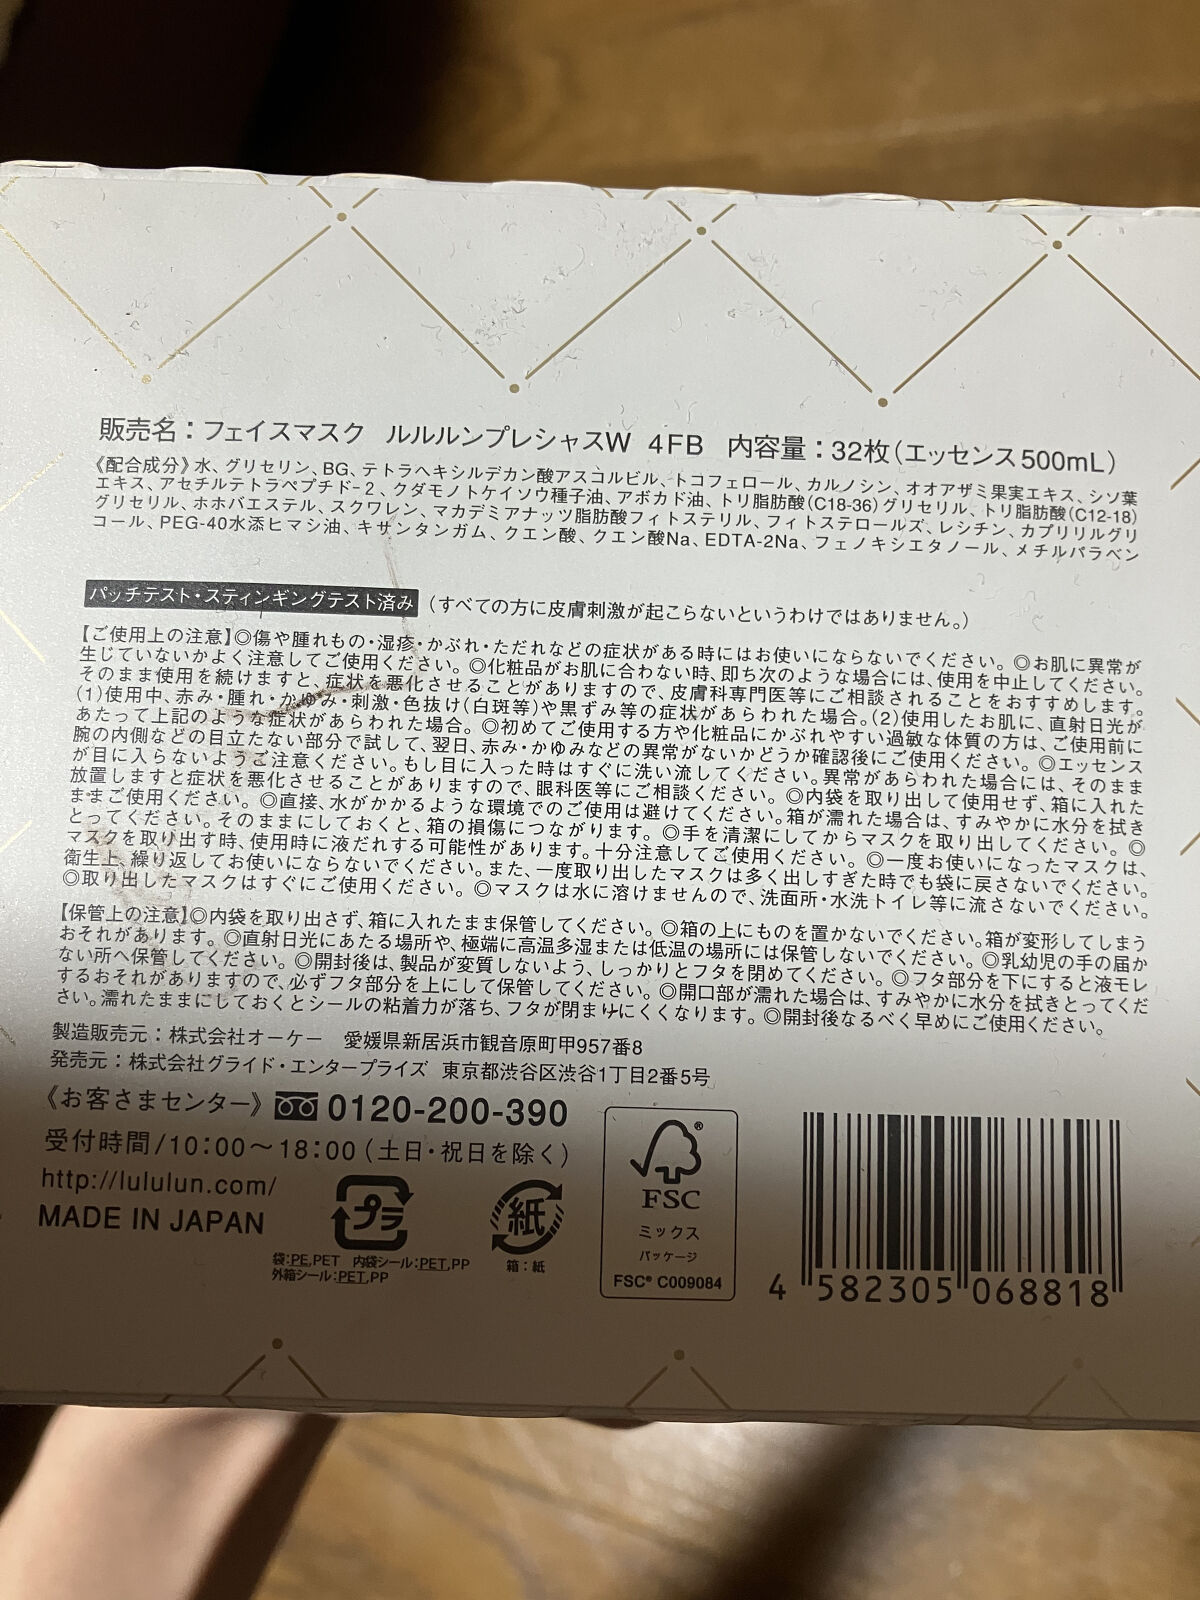 販売名：フェイスマスク ルルルンプレシャスW 4FB 内容量：32枚（エッセンス500mL）
《配合成分》水、グリセリン、BG、テトラヘキシルデカン酸アスコルビル、トコフェロール、カルノシン、オオアザミ果実エキス、シソ葉
エキス、アセチルテトラペプチド-2、クダモノトケイソウ種子油、アボカド油、トリ脂肪酸(C18-36)グリセリル、トリ脂肪酸(C12-18)
グリセリル、ホホバエステル、スクワレン、マカデミアナッツ脂肪酸フィトステリル、フィトステロールズ、レシチン、カプリリルグリ
コール、PEG-40水添ヒマシ油、キサンタンガム、クエン酸、クエン酸Na、EDTA-2Na、フェノキシエタノール、メチルパラベン
パッチテスト・スティンギングテスト済み（すべての方に皮膚刺激が起こらないというわけではありません。）
【ご使用上の注意】◎傷や腫れもの・湿疹・かぶれ・ただれなどの症状がある時にはお使いにならないでください。◎お肌に異常が
生じていないかよく注意してご使用ください。◎化粧品がお肌に合わない時、即ち次のような場合には、使用を中止してください。
そのまま使用を続けますと、症状を悪化させることがありますので、皮膚科専門医等にご相談されることをおすすめします。
(1)使用中、赤み・腫れ・かゆみ・刺激・色抜け(白斑等)や黒ずみ等の症状があらわれた場合。(2)使用したお肌に、直射日光が
あたって上記のような症状があらわれた場合。◎初めてご使用する方や化粧品にかぶれやすい過敏な体質の方は、ご使用前に
腕の内側などの目立たない部分で試して、翌日、赤み・かゆみなどの異常がないかどうか確認後にご使用ください。◎エッセンス
が目に入らないようご注意ください。もし目に入った時はすぐに洗い流してください。異常があらわれた場合には、そのまま
放置しますと症状を悪化させることがありますので、眼科医等にご相談ください。◎内袋を取り出して使用せず、箱に入れた
ままご使用ください。◎直接、水がかかるような環境でのご使用は避けてください。箱が濡れた場合は、すみやかに水分を拭き
とってください。そのままにしておくと、箱の損傷につながります。◎手を清潔にしてからマスクを取り出してください。◎
マスクを取り出す時、使用時に液だれする可能性があります。十分注意してご使用ください。◎一度お使いになったマスクは、
衛生上、繰り返してお使いにならないでください。また、一度取り出したマスクは多く出しすぎた時でも袋に戻さないでください。
◎取り出したマスクはすぐにご使用ください。◎マスクは水に溶けませんので、洗面所・水洗トイレ等に流さないでください。
【保管上の注意】◎内袋を取り出さず、箱に入れたまま保管してください。◎箱の上にものを置かないでください。箱が変形してしまう
おそれがあります。◎直射日光にあたる場所や、極端に高温多湿または低温の場所には保管しないでください。◎乳幼児の手の届か
ない所へ保管してください。◎開封後は、製品が変質しないよう、しっかりとフタを閉めてください。◎フタ部分を下にすると液モレ
するおそれがありますので、必ずフタ部分を上にして保管してください。◎開口部が濡れた場合は、すみやかに水分を拭きとってくだ
さい。濡れたままにしておくとシールの粘着力が落ち、フタが閉まりにくくなります。◎開封後なるべく早めにご使用ください。
製造販売元：株式会社オーケー 愛媛県新居浜市観音原町甲957番8
発売元：株式会社グライド・エンタープライズ 東京都渋谷区渋谷1丁目2番5号
《お客さまセンター》0120-200-390
受付時間/10:00～18:00（土日・祝日を除く）
http://lululun.com/
MADE IN JAPAN
プラ
袋：PE,PET 内袋シール：PET,PP
外箱シール：PET,PP
紙
箱：紙
FSC®
ミックス
パッケージ
FSC® C009084
4 582305 068818